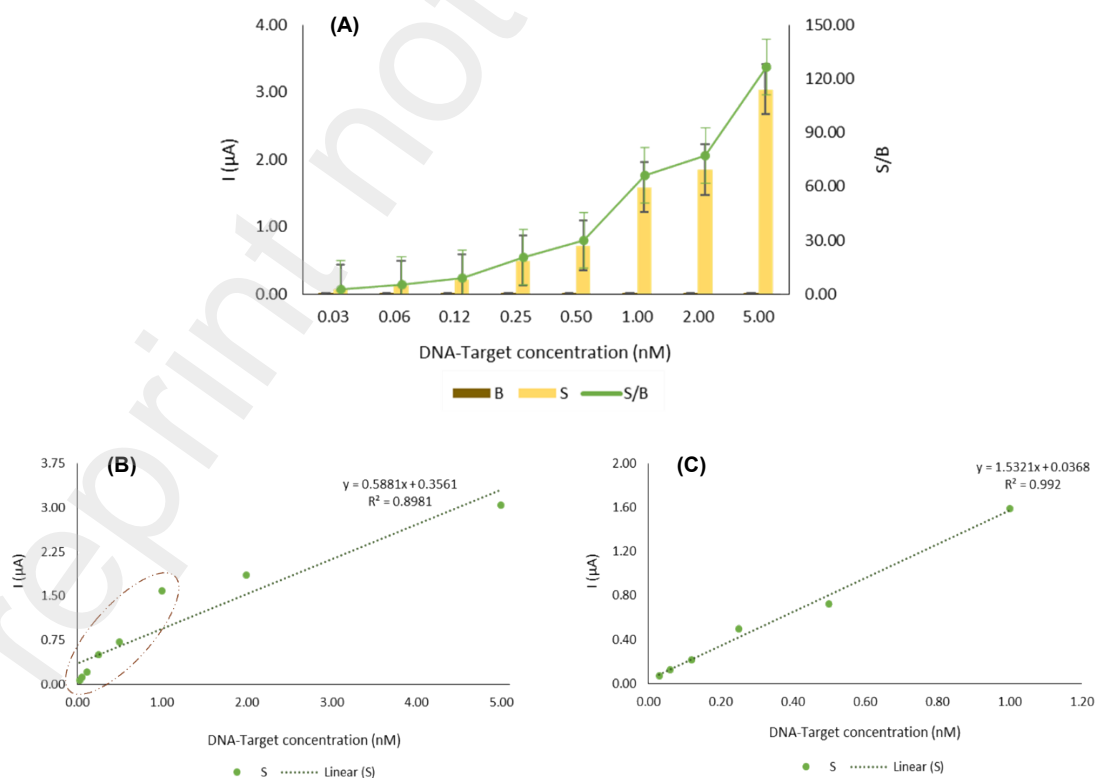 (A)
4.00
3.00
2.00
1.00
0.00
I (µA)
150.00
120.00
90.00
60.00
30.00
0.00
S/B
0.03 0.06 0.12 0.25 0.50 1.00 2.00 5.00
DNA-Target concentration (nM)
B S S/B
(B)
3.75
3.00
2.25
1.50
0.75
0.00
I (µA)
y = 0.5881x + 0.3561
R² = 0.8981
0.00 1.00 2.00 3.00 4.00 5.00
DNA-Target concentration (nM)
S Linear (S)
(C)
2.00
1.60
1.20
0.80
0.40
0.00
I (µA)
y = 1.5321x + 0.0368
R² = 0.992
0.00 0.20 0.40 0.60 0.80 1.00 1.20
DNA-Target concentration (nM)
S Linear (S)
reprint no